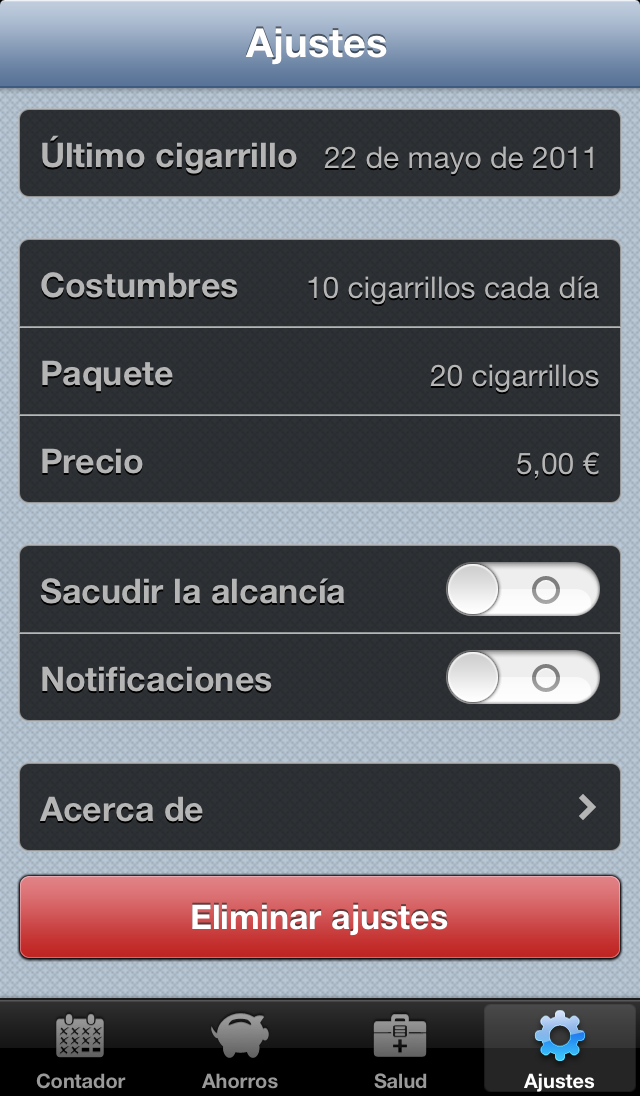 Ajustes
Último cigarrillo 22 de mayo de 2011
Costumbres 10 cigarrillos cada día
Paquete 20 cigarrillos
Precio 5,00 €
Sacudir la alcancía
Notificaciones
Acerca de
Eliminar ajustes
Contador Ahorros Salud Ajustes